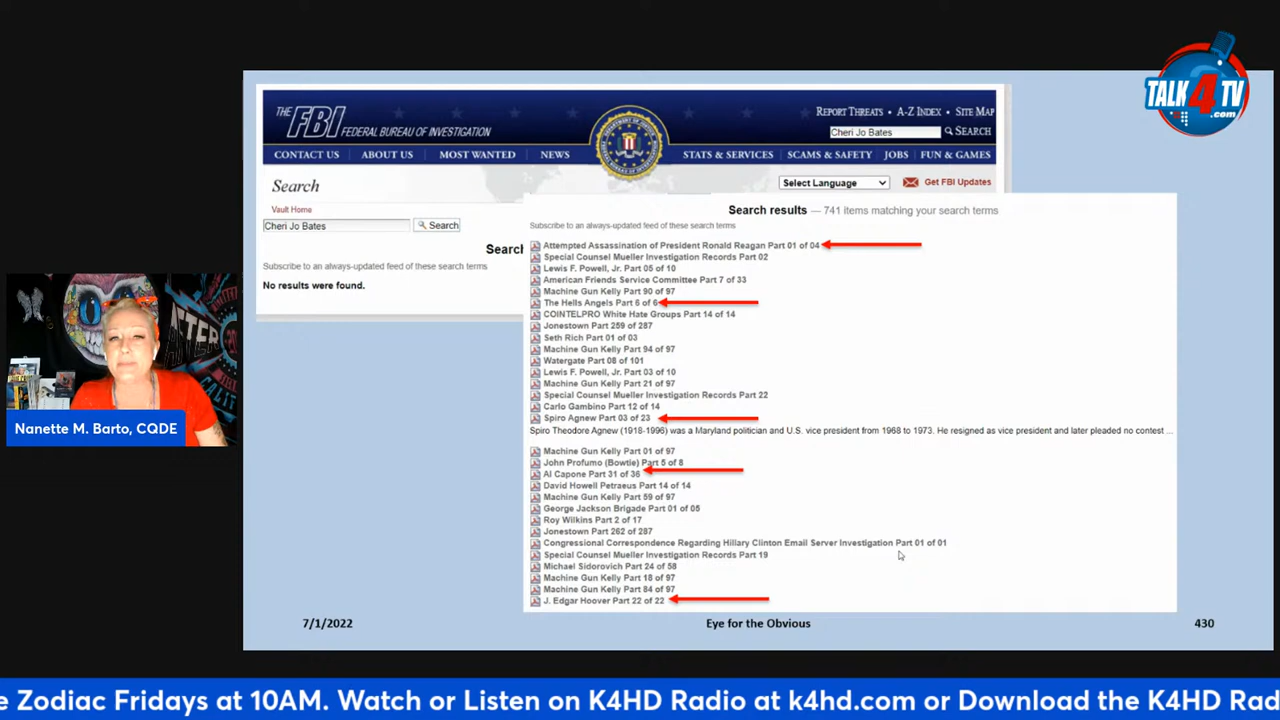 TALK 4 TV
.com
THE FBI FEDERAL BUREAU OF INVESTIGATION
REPORT THREATS • A-Z INDEX • SITE MAP
Cheri Jo Bates SEARCH
CONTACT US ABOUT US MOST WANTED NEWS STATS & SERVICES SCAMS & SAFETY JOBS FUN & GAMES
Search
Select Language Get FBI Updates
Vault Home
Cheri Jo Bates Search
Search
Subscribe to an always-updated feed of these search terms
No results were found.
Search results — 741 items matching your search terms
Subscribe to an always-updated feed of these search terms
Attempted Assassination of President Ronald Reagan Part 01 of 04
Special Counsel Mueller Investigation Records Part 02
Lewis F. Powell, Jr. Part 05 of 10
American Friends Service Committee Part 7 of 33
Machine Gun Kelly Part 90 of 97
The Hells Angels Part 6 of 6
COINTELPRO White Hate Groups Part 14 of 14
Jonestown Part 259 of 287
Seth Rich Part 01 of 03
Machine Gun Kelly Part 94 of 97
Watergate Part 08 of 101
Lewis F. Powell, Jr. Part 03 of 10
Machine Gun Kelly Part 21 of 97
Special Counsel Mueller Investigation Records Part 22
Carlo Gambino Part 12 of 14
Spiro Agnew Part 03 of 23
Spiro Theodore Agnew (1918-1996) was a Maryland politician and U.S. vice president from 1968 to 1973. He resigned as vice president and later pleaded no contest ...
Machine Gun Kelly Part 01 of 97
John Profumo (Bowtie) Part 5 of 8
Al Capone Part 31 of 36
David Howell Petraeus Part 14 of 14
Machine Gun Kelly Part 59 of 97
George Jackson Brigade Part 01 of 05
Roy Wilkins Part 2 of 17
Jonestown Part 262 of 287
Congressional Correspondence Regarding Hillary Clinton Email Server Investigation Part 01 of 01
Special Counsel Mueller Investigation Records Part 19
Michael Sidorovich Part 24 of 58
Machine Gun Kelly Part 18 of 97
Machine Gun Kelly Part 84 of 97
J. Edgar Hoover Part 22 of 22
AFTER
CALIF
Nanette M. Barto, CQDE
7/1/2022 Eye for the Obvious 430
e Zodiac Fridays at 10AM. Watch or Listen on K4HD Radio at k4hd.com or Download the K4HD Rad